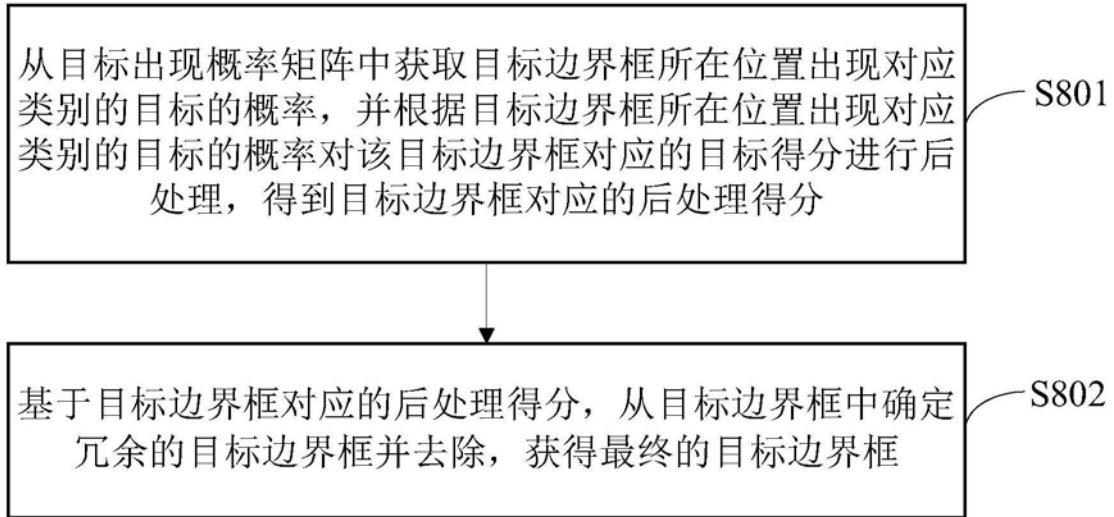 从目标出现概率矩阵中获取目标边界框所在位置出现对应
类别的目标的概率，并根据目标边界框所在位置出现对应
类别的目标的概率对该目标边界框对应的目标得分进行后
处理，得到目标边界框对应的后处理得分
S801
基于目标边界框对应的后处理得分，从目标边界框中确定
冗余的目标边界框并去除，获得最终的目标边界框
S802